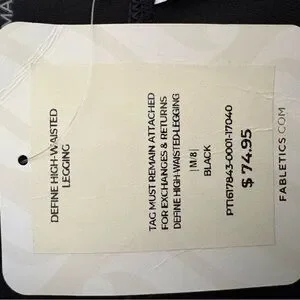 DEFINE HIGH-WAISTED
LEGGING
TAG MUST REMAIN ATTACHED
FOR EXCHANGES & RETURNS
DEFINE HIGH-WAISTED-LEGGING
|M/8|
BLACK
PT1617843-0001-17040
$74.95
FABLETICS.COM